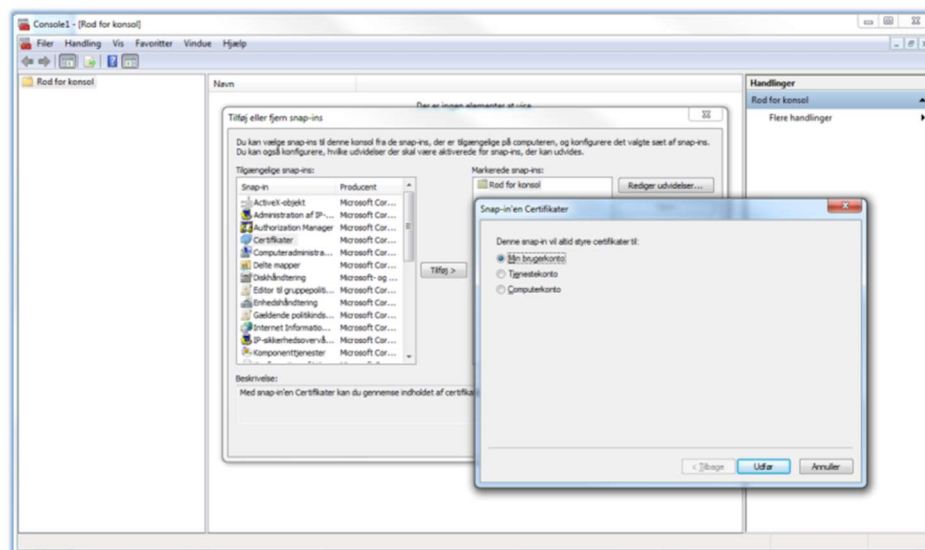 Console1 - [Rod for konsol]
Filer Handling Vis Favoritter Vindue Hjælp
Rod for konsol
Navn
Der er ingen elementer at vise
Handlinger
Rod for konsol
Flere handlinger
Tilføj eller fjern snap-ins
Du kan vælge snap-ins til denne konsol fra de snap-ins, der er tilgængelige på computeren, og konfigurere det valgte sæt af snap-ins.
Du kan også konfigurere, hvilke udvidelser der skal være aktiverede for snap-ins, der kan udvides.
Tilgængelige snap-ins:
Snap-in Producent
ActiveX-objekt Microsoft Cor...
Administration af IP-... Microsoft Cor...
Authorization Manager Microsoft Cor...
Certifikater Microsoft Cor...
Computeradministra... Microsoft Cor...
Delte mapper Microsoft Cor...
Diskhåndtering Microsoft- og ...
Editor til gruppepoliti... Microsoft Cor...
Enhedshåndtering Microsoft Cor...
Gældende politikinds... Microsoft Cor...
Internet Informatio... Microsoft Cor...
IP-sikkerhedsovervå... Microsoft Cor...
Komponenttjenester Microsoft Cor...
Tilføj >
Markerede snap-ins:
Rod for konsol
Rediger udvidelser...
Beskrivelse:
Med snap-in'en Certifikater kan du gennemse indholdet af certifika
Snap-in'en Certifikater
Denne snap-in vil altid styre certifikater til:
Min brugerkonto
Tjenestekonto
Computerkonto
< Tilbage Udfør Annuller